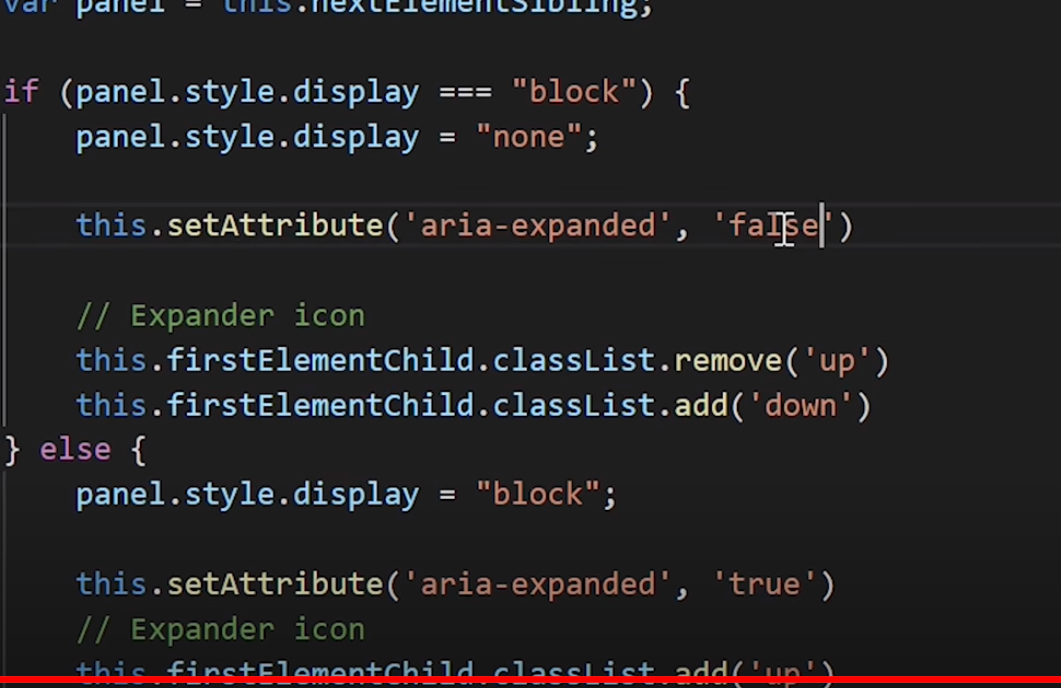 var panel = this.nextElementSibling;
if (panel.style.display === "block") {
panel.style.display = "none";
this.setAttribute('aria-expanded', 'false')
// Expander icon
this.firstElementChild.classList.remove('up')
this.firstElementChild.classList.add('down')
} else {
panel.style.display = "block";
this.setAttribute('aria-expanded', 'true')
// Expander icon
this.firstElementChild.classList.add('up')